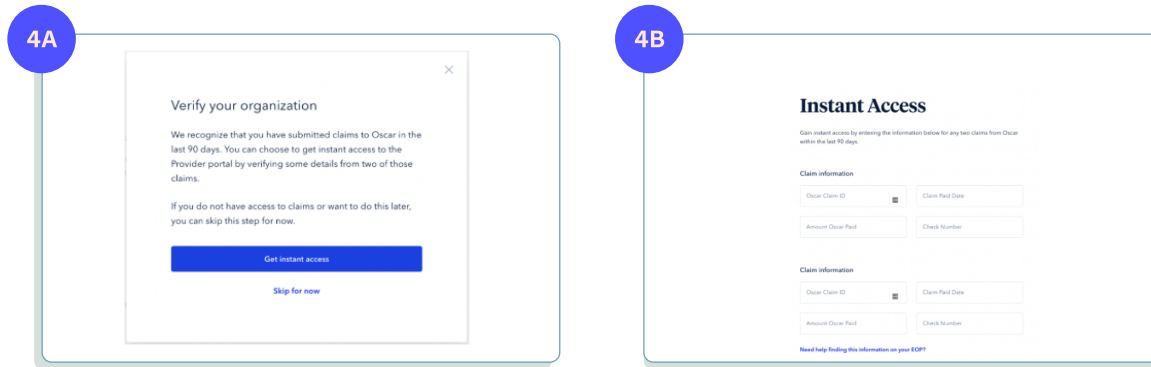 4A
Verify your organization
We recognize that you have submitted claims to Oscar in the
last 90 days. You can choose to get instant access to the
Provider portal by verifying some details from two of those
claims.
If you do not have access to claims or want to do this later,
you can skip this step for now.
Get instant access
Skip for now
4B
Instant Access
Gain instant access by entering the information below for any two claims from Oscar
within the last 90 days.
Claim information
Oscar Claim ID
Claim Paid Date
Amount Oscar Paid
Check Number
Claim information
Oscar Claim ID
Claim Paid Date
Amount Oscar Paid
Check Number
Need help finding this information on your EOP?